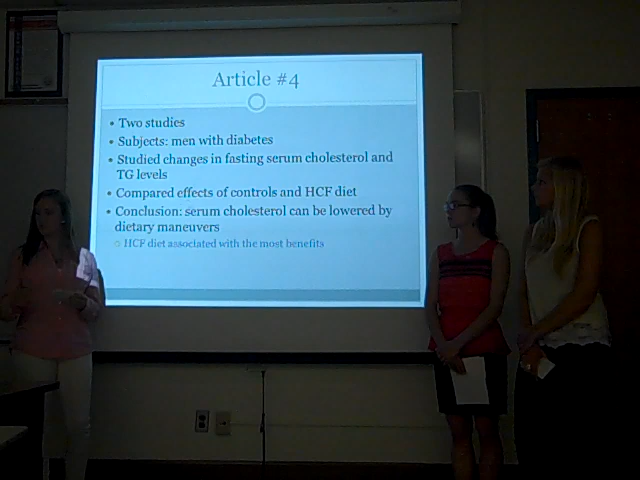 Article #4
• Two studies
• Subjects: men with diabetes
• Studied changes in fasting serum cholesterol and
TG levels
• Compared effects of controls and HCF diet
• Conclusion: serum cholesterol can be lowered by
dietary maneuvers
○ HCF diet associated with the most benefits